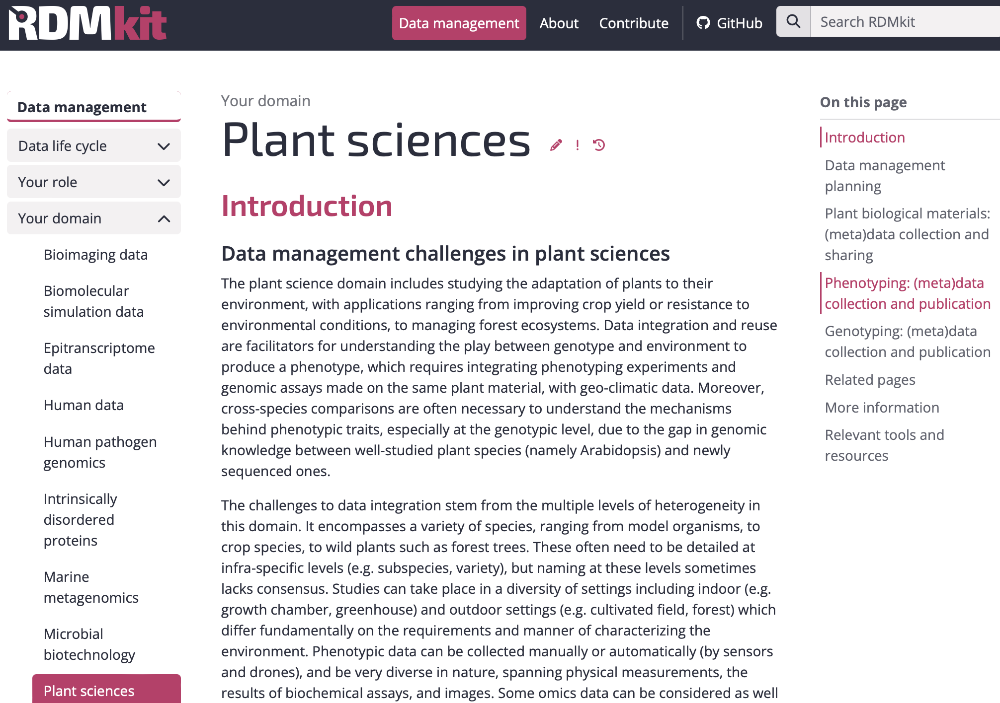 RDMkit
Data management
About
Contribute
GitHub
Search RDMkit
Data management
Data life cycle
Your role
Your domain
Bioimaging data
Biomolecular
simulation data
Epitranscriptome
data
Human data
Human pathogen
genomics
Intrinsically
disordered
proteins
Marine
metagenomics
Microbial
biotechnology
Plant sciences
Your domain
Plant sciences
Introduction
Data management challenges in plant sciences
The plant science domain includes studying the adaptation of plants to their
environment, with applications ranging from improving crop yield or resistance to
environmental conditions, to managing forest ecosystems. Data integration and reuse
are facilitators for understanding the play between genotype and environment to
produce a phenotype, which requires integrating phenotyping experiments and
genomic assays made on the same plant material, with geo-climatic data. Moreover,
cross-species comparisons are often necessary to understand the mechanisms
behind phenotypic traits, especially at the genotypic level, due to the gap in genomic
knowledge between well-studied plant species (namely Arabidopsis) and newly
sequenced ones.
The challenges to data integration stem from the multiple levels of heterogeneity in
this domain. It encompasses a variety of species, ranging from model organisms, to
crop species, to wild plants such as forest trees. These often need to be detailed at
infra-specific levels (e.g. subspecies, variety), but naming at these levels sometimes
lacks consensus. Studies can take place in a diversity of settings including indoor (e.g.
growth chamber, greenhouse) and outdoor settings (e.g. cultivated field, forest) which
differ fundamentally on the requirements and manner of characterizing the
environment. Phenotypic data can be collected manually or automatically (by sensors
and drones), and be very diverse in nature, spanning physical measurements, the
results of biochemical assays, and images. Some omics data can be considered as well
On this page
Introduction
Data management
planning
Plant biological materials:
(meta)data collection and
sharing
Phenotyping: (meta)data
collection and publication
Genotyping: (meta)data
collection and publication
Related pages
More information
Relevant tools and
resources